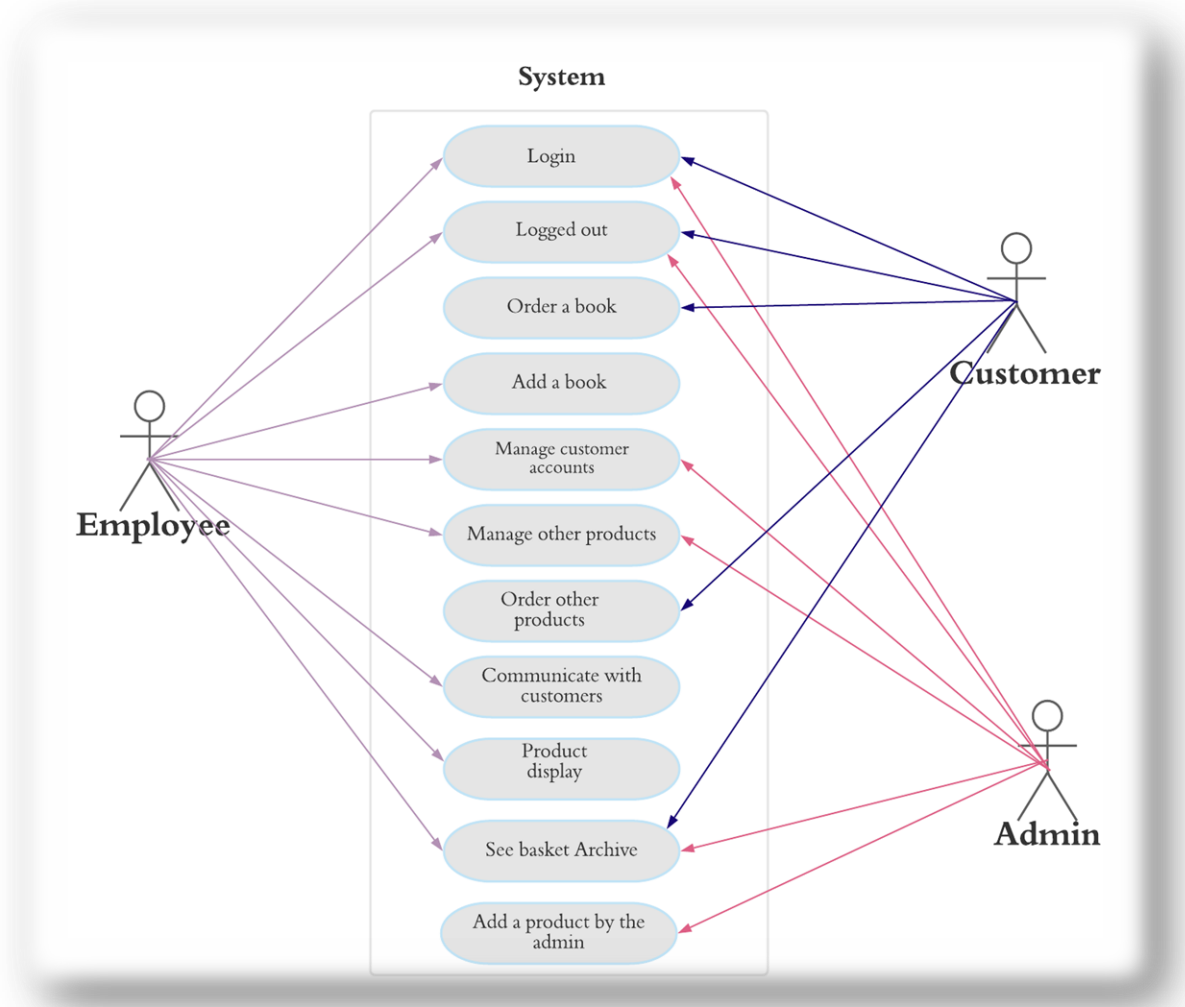 System
Login
Logged out
Order a book
Customer
Add a book
Manage customer
accounts
Employee
Manage other products
Order other
products
Communicate with
customers
Product
display
Admin
See basket Archive
Add a product by the
admin